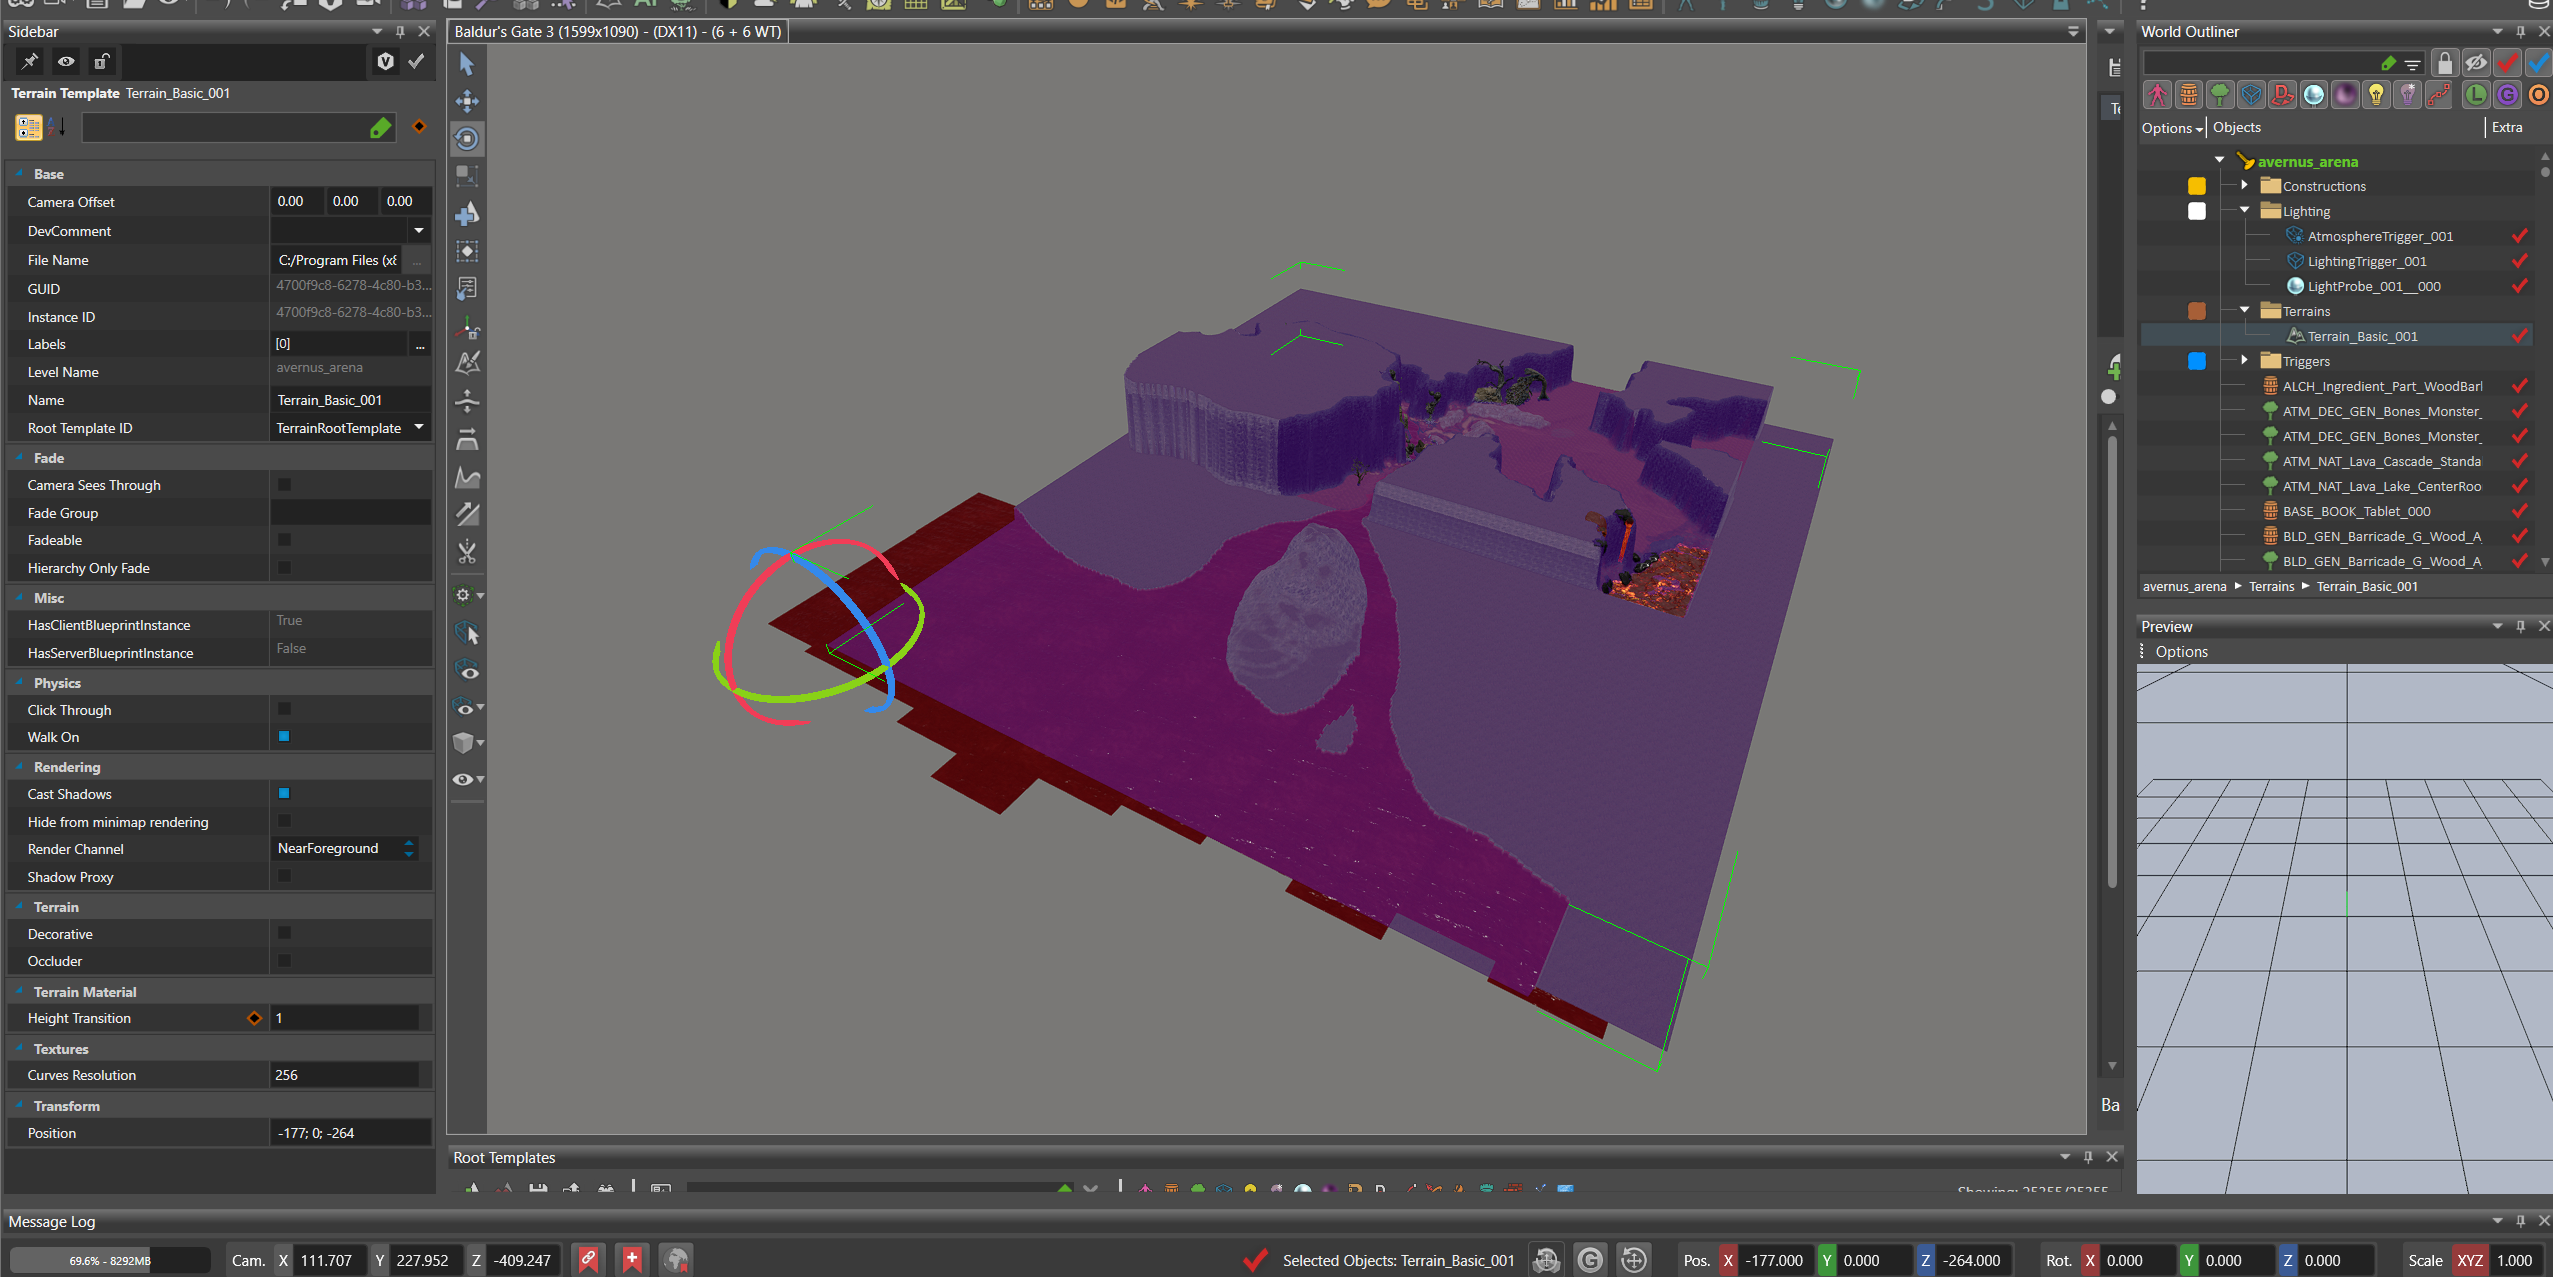 Sidebar
Terrain Template Terrain_Basic_001
Base
Camera Offset 0.00 0.00 0.00
DevComment
File Name C:/Program Files (x8 ...
GUID 4700f9c8-6278-4c80-b3...
Instance ID 4700f9c8-6278-4c80-b3...
Labels [0] ...
Level Name avernus_arena
Name Terrain_Basic_001
Root Template ID TerrainRootTemplate
Fade
Camera Sees Through
Fade Group
Fadeable
Hierarchy Only Fade
Misc
HasClientBlueprintInstance True
HasServerBlueprintInstance False
Physics
Click Through
Walk On
Rendering
Cast Shadows
Hide from minimap rendering
Render Channel NearForeground
Shadow Proxy
Terrain
Decorative
Occluder
Terrain Material
Height Transition 1
Textures
Curves Resolution 256
Transform
Position -177; 0; -264
Baldur's Gate 3 (1599x1090) - (DX11) - (6 + 6 WT)
Te
Ba
Root Templates
Showing: 25355/25355
World Outliner
Options Objects Extra
avernus_arena
Constructions
Lighting
AtmosphereTrigger_001
LightingTrigger_001
LightProbe_001__000
Terrains
Terrain_Basic_001
Triggers
ALCH_Ingredient_Part_WoodBarl
ATM_DEC_GEN_Bones_Monster_
ATM_DEC_GEN_Bones_Monster_
ATM_NAT_Lava_Cascade_Standa
ATM_NAT_Lava_Lake_CenterRoo
BASE_BOOK_Tablet_000
BLD_GEN_Barricade_G_Wood_A_
BLD_GEN_Barricade_G_Wood_A_
avernus_arena Terrains Terrain_Basic_001
Preview
Options
Message Log
69.6% - 8292MB Cam. X 111.707 Y 227.952 Z -409.247 Selected Objects: Terrain_Basic_001 G Pos. X -177.000 Y 0.000 Z -264.000 Rot. X 0.000 Y 0.000 Z 0.000 Scale XYZ 1.000